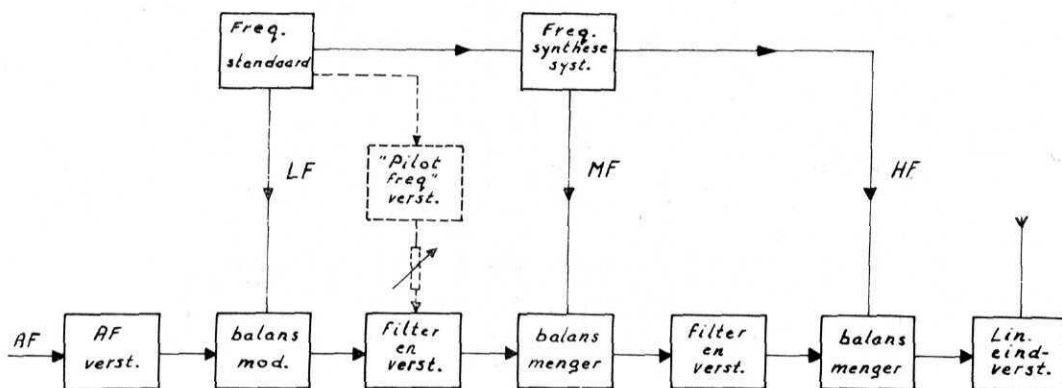 Freq.
standaard
Freq.
synthese
syst.
"Pilot
freq"
verst.
LF
MF
HF
AF
AF
verst.
balans
mod.
filter
en
verst.
balans
menger
filter
en
verst.
balans
menger
Lin.
eind-
verst.